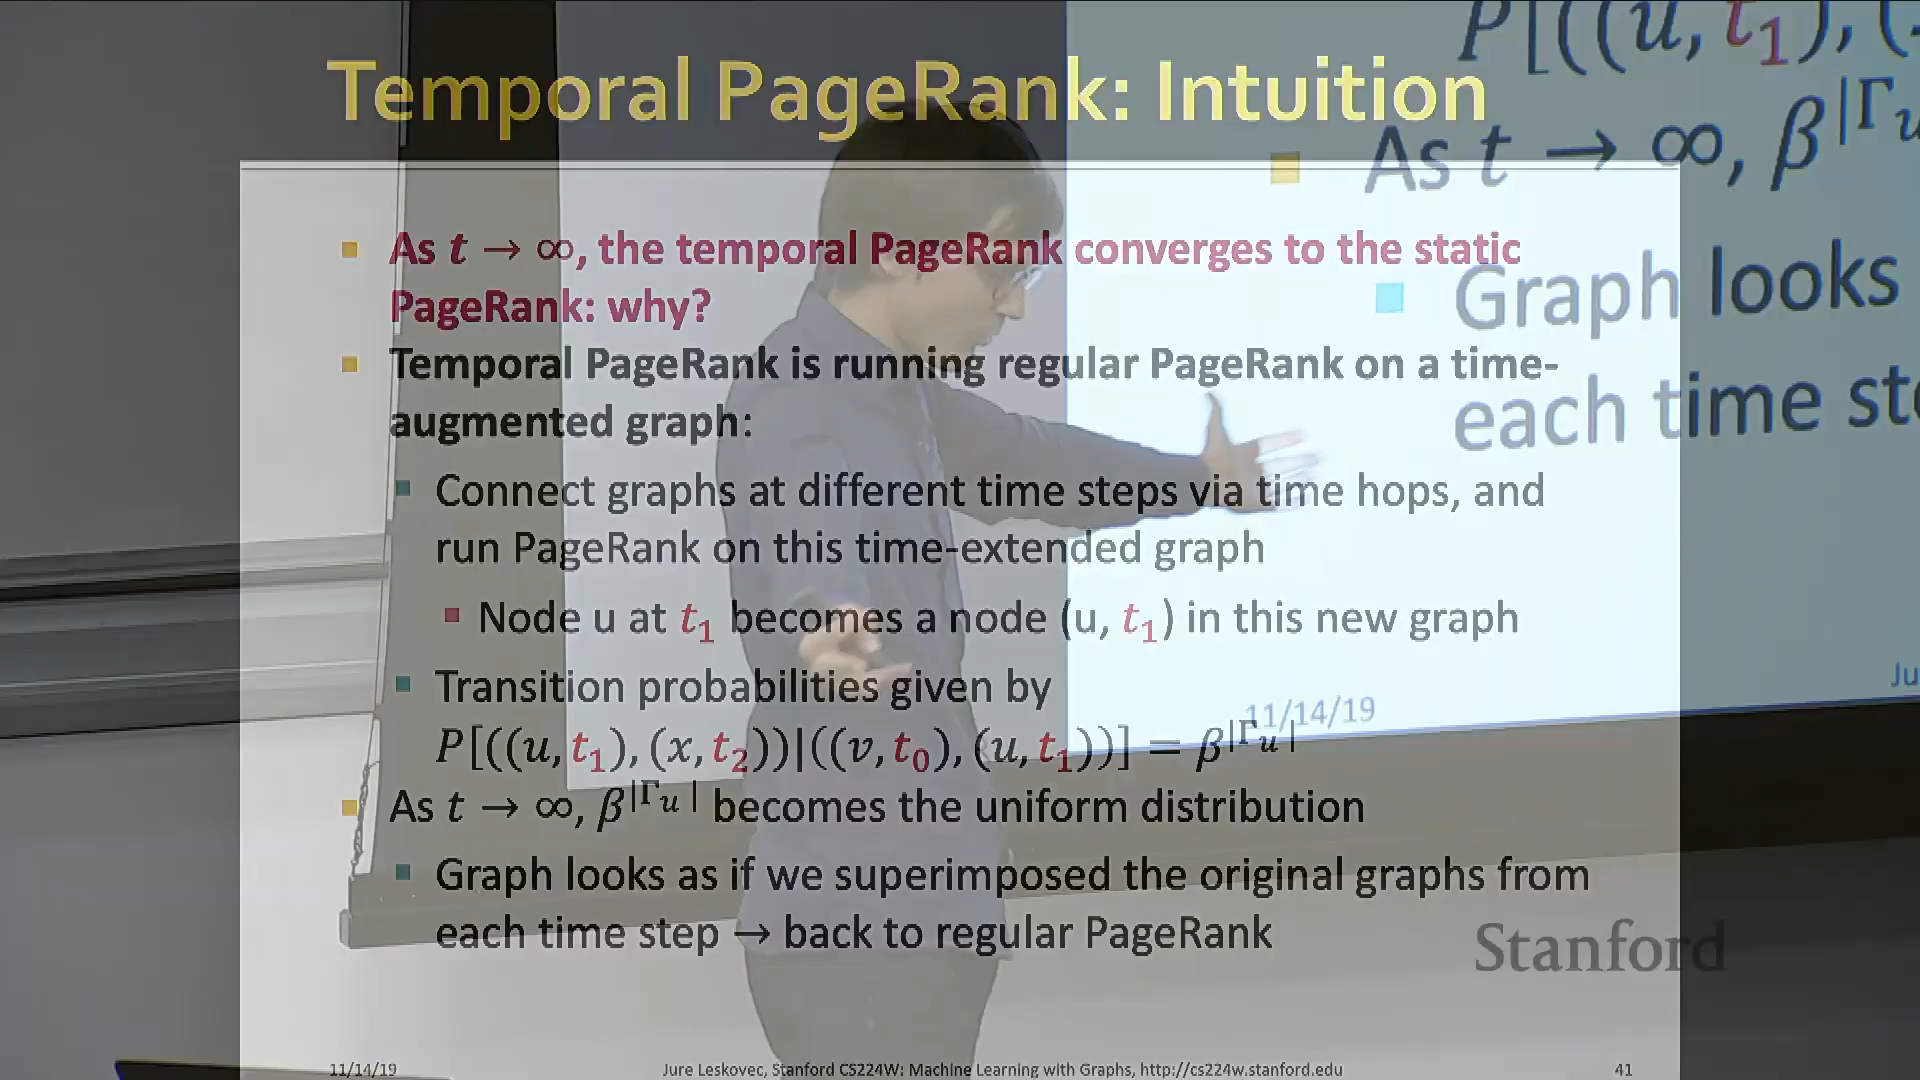 Temporal PageRank: Intuition
As t → ∞, the temporal PageRank converges to the static
PageRank: why?
Temporal PageRank is running regular PageRank on a time-
augmented graph:
Connect graphs at different time steps via time hops, and
run PageRank on this time-extended graph
Node u at t₁ becomes a node (u, t₁) in this new graph
Transition probabilities given by
P[((u,t₁),(x,t₂))|((v,t₀),(u,t₁))] = β^|Γu|
As t → ∞, β^|Γu| becomes the uniform distribution
Graph looks as if we superimposed the original graphs from
each time step → back to regular PageRank
11/14/19
Jure Leskovec, Stanford CS224W: Machine Learning with Graphs, http://cs224w.stanford.edu
41
P[((u, t₁), (
As t → ∞, β^|Γu
Graph looks
each time ste
11/14/19
Ju
Stanford